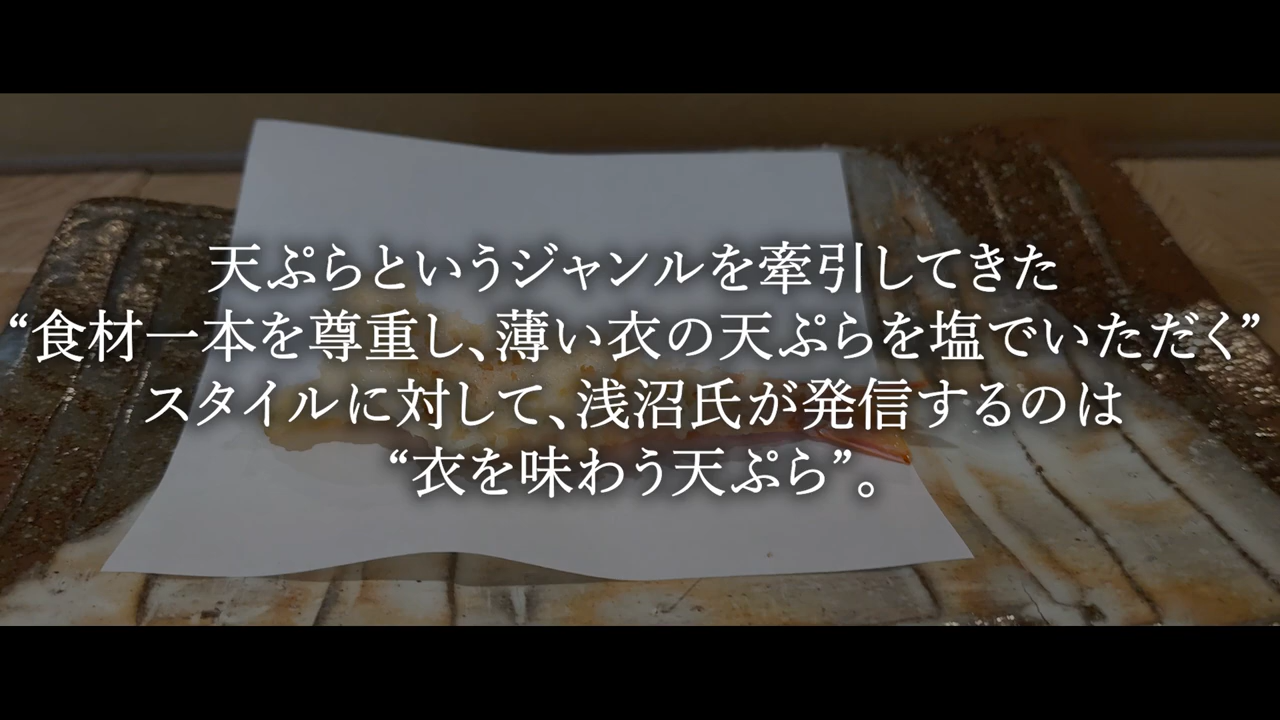 天ぷらというジャンルを牽引してきた
“食材一本を尊重し、薄い衣の天ぷらを塩でいただく”
スタイルに対して、浅沼氏が発信するのは
“衣を味わう天ぷら”。